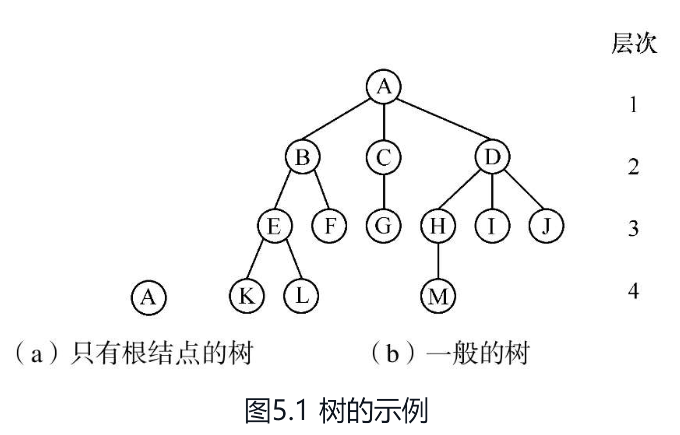 层次
A
1
B C D
2
E F G H I J
3
A K L M
4
（a）只有根结点的树 （b）一般的树
图5.1 树的示例